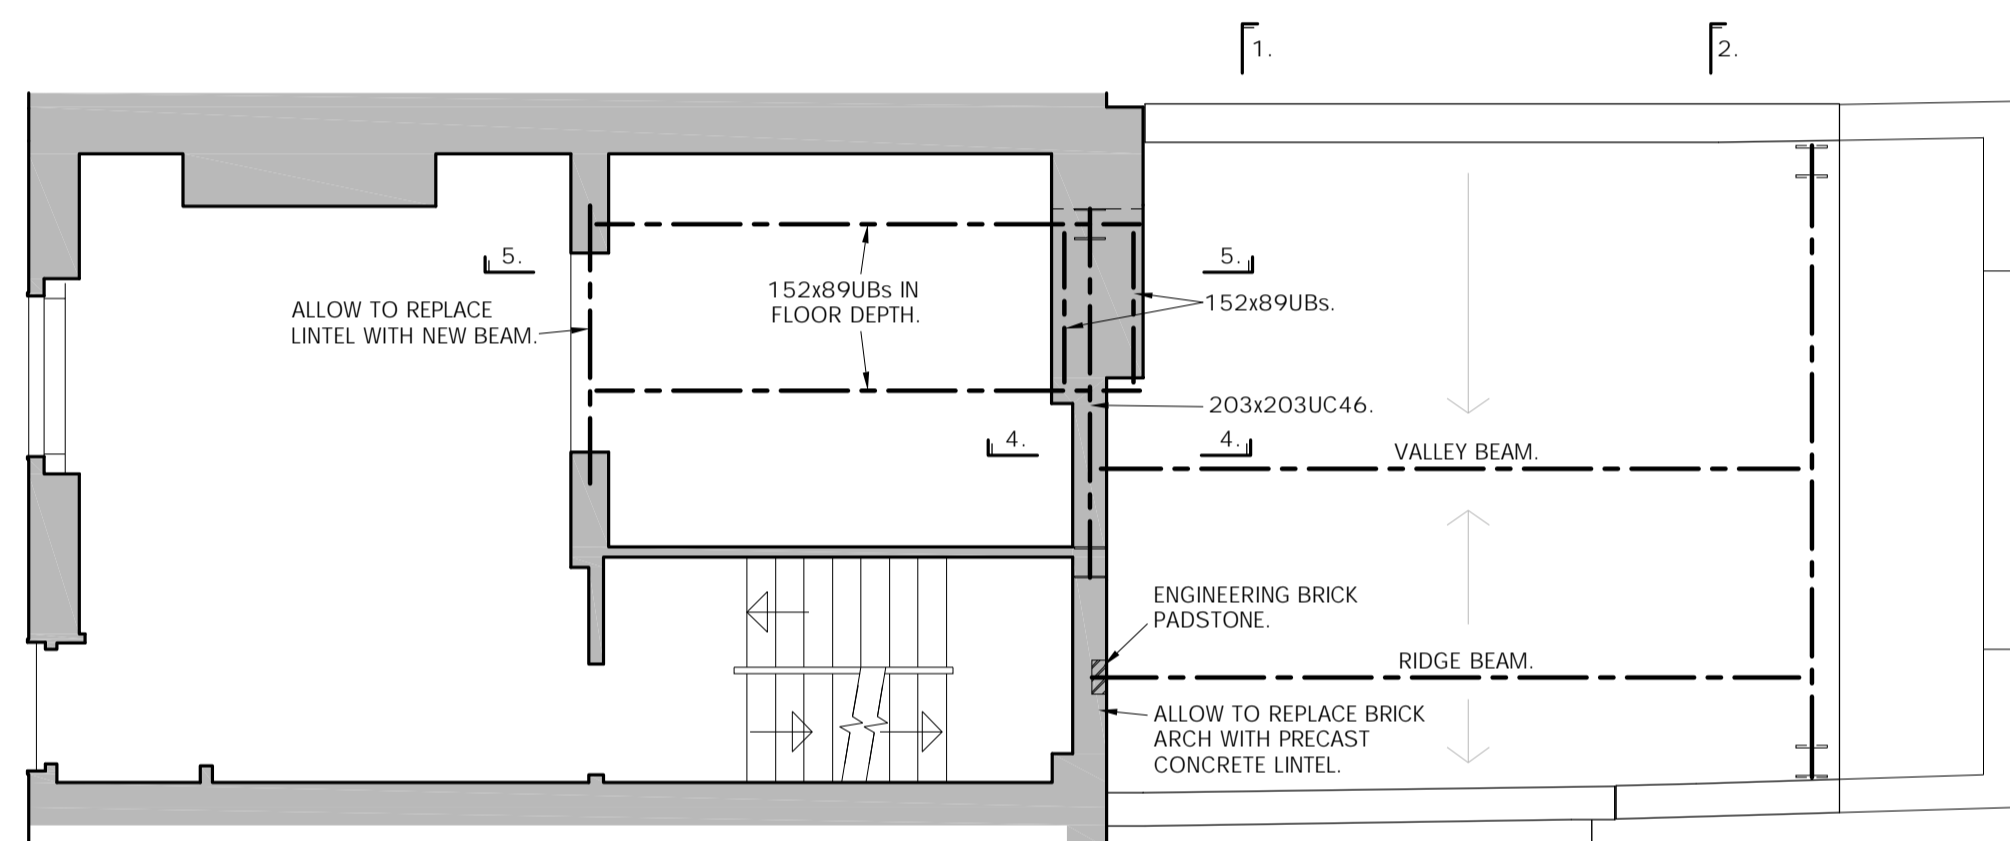 1.
2.
5.
5.
152x89UBs IN
FLOOR DEPTH.
152x89UBs.
ALLOW TO REPLACE
LINTEL WITH NEW BEAM.
203x203UC46.
4.
4.
VALLEY BEAM.
ENGINEERING BRICK
PADSTONE.
RIDGE BEAM.
ALLOW TO REPLACE BRICK
ARCH WITH PRECAST
CONCRETE LINTEL.